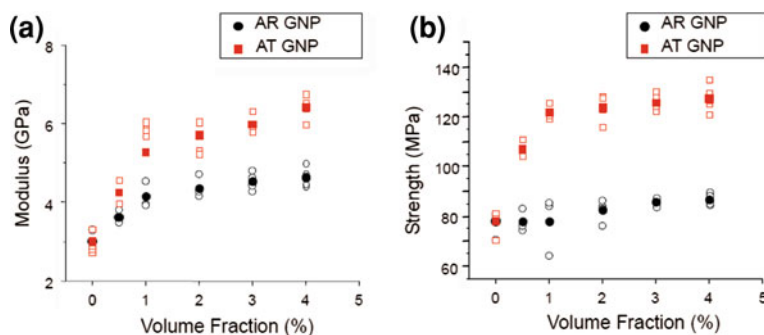 (a)
AR GNP
AT GNP
8
6
4
2
Modulus (GPa)
0 1 2 3 4 5
Volume Fraction (%)
(b)
AR GNP
AT GNP
140
120
100
80
60
Strength (MPa)
0 1 2 3 4 5
Volume Fraction (%)